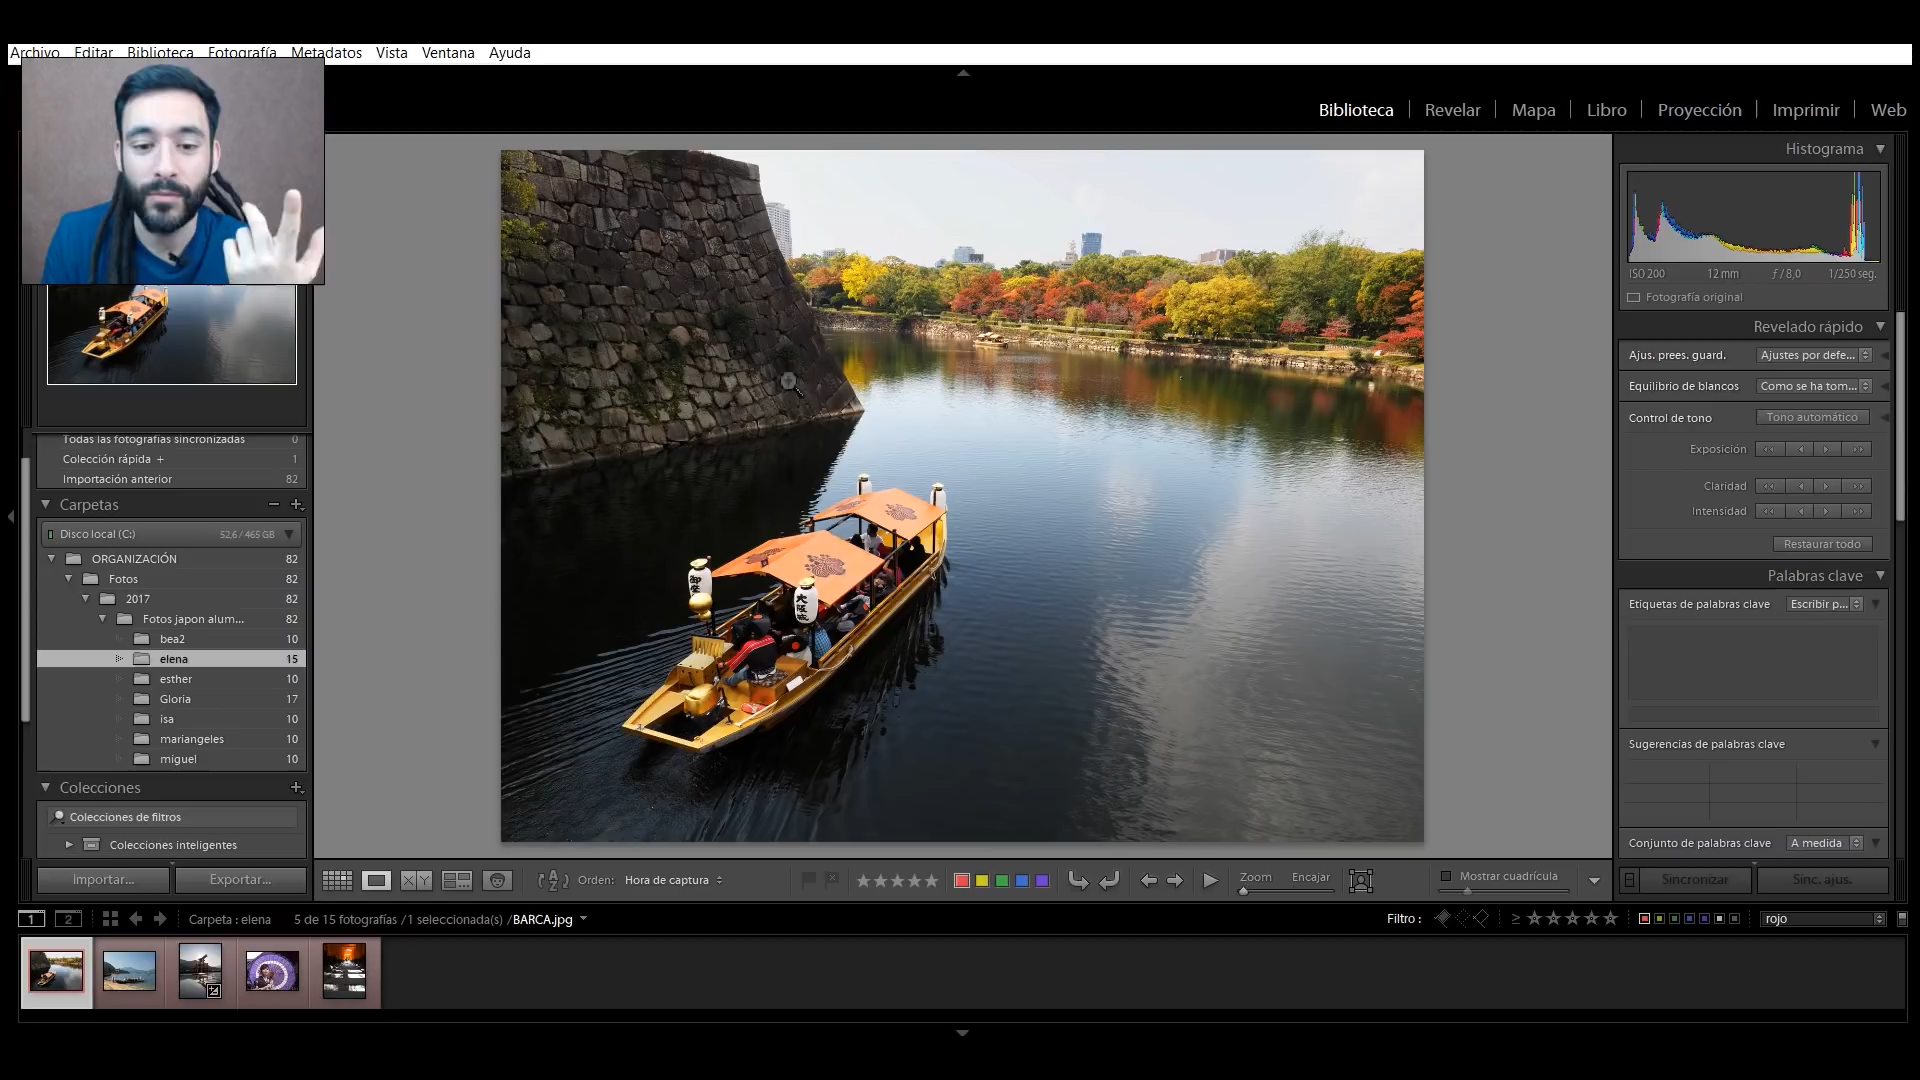 Archivo Editar Biblioteca Fotografía Metadatos Vista Ventana Ayuda
Biblioteca | Revelar | Mapa | Libro | Proyección | Imprimir | Web
Histograma
ISO 200 12 mm ƒ / 8,0 1/250 seg.
Fotografía original
Revelado rápido
Ajus. prees. guard. Ajustes por defe...
Equilibrio de blancos Como se ha tom...
Control de tono Tono automático
Exposición
Claridad
Intensidad
Restaurar todo
Palabras clave
Etiquetas de palabras clave Escribir p...
Sugerencias de palabras clave
Conjunto de palabras clave A medida
Sincronizar Sinc. ajus.
Todas las fotografías sincronizadas 0
Colección rápida + 1
Importación anterior 82
Carpetas
Disco local (C:) 52,6 / 465 GB
ORGANIZACIÓN 82
Fotos 82
2017 82
Fotos japon alum... 82
bea2 10
elena 15
esther 10
Gloria 17
isa 10
mariangeles 10
miguel 10
Colecciones
Colecciones de filtros
Colecciones inteligentes
Importar... Exportar...
大阪城
XY Orden: Hora de captura Zoom Encajar Mostrar cuadrícula
1 2 Carpeta : elena 5 de 15 fotografías / 1 seleccionada(s) / BARCA.jpg Filtro : ≥ rojo